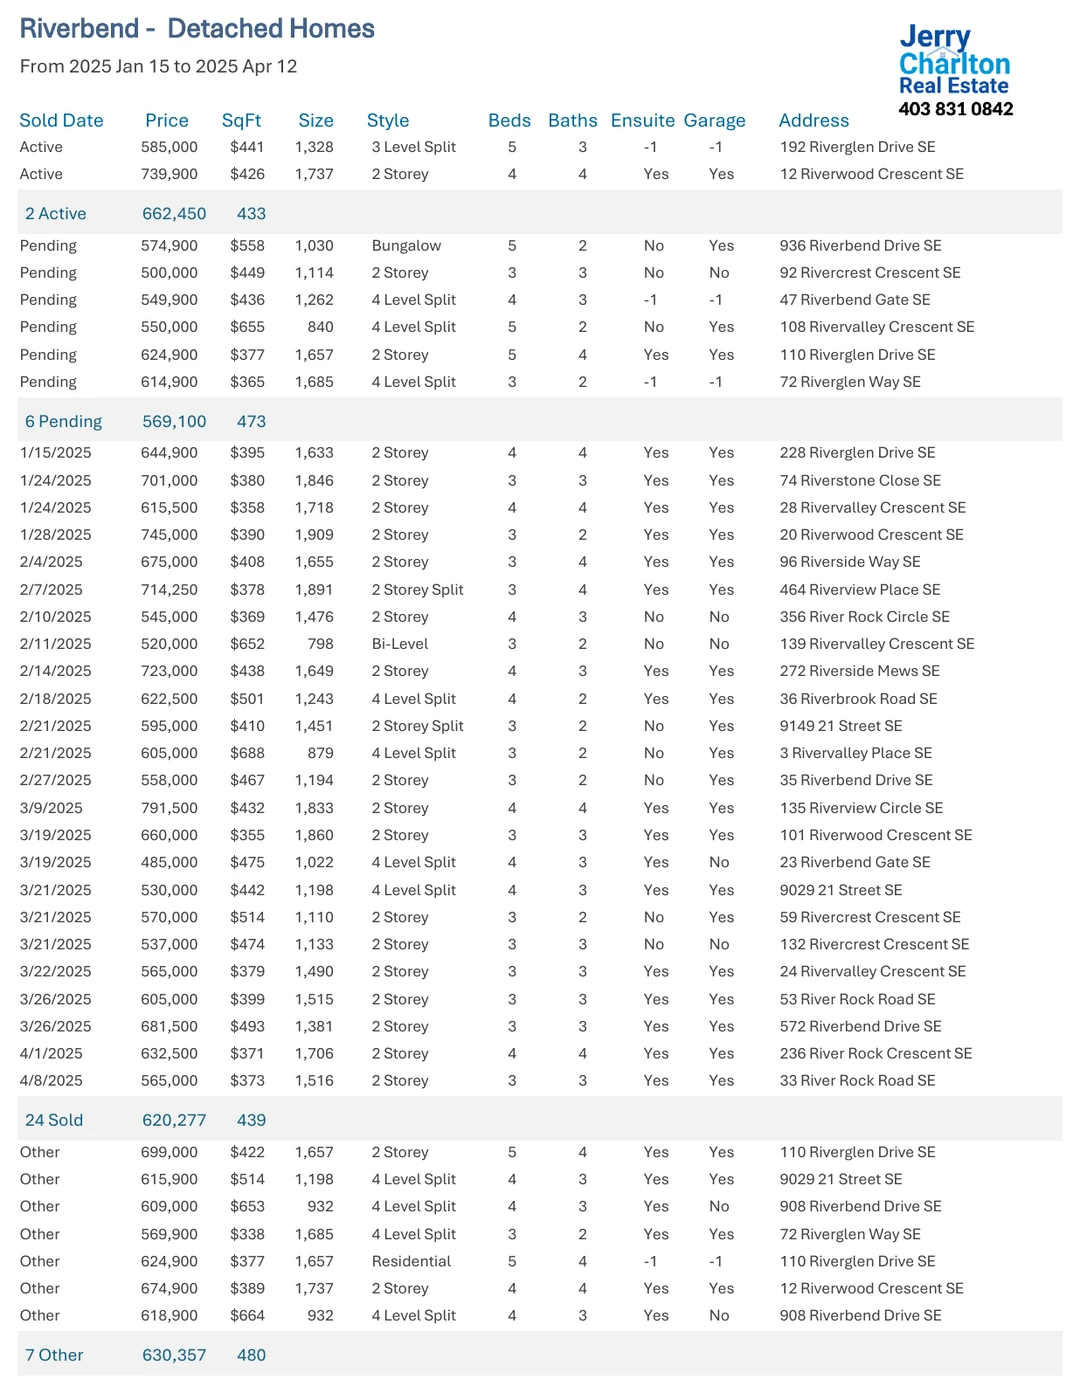 Riverbend - Detached Homes
From 2025 Jan 15 to 2025 Apr 12
Jerry
Charlton
Real Estate
403 831 0842
Sold Date Price SqFt Size Style Beds Baths Ensuite Garage Address
Active 585,000 $441 1,328 3 Level Split 5 3 -1 -1 192 Riverglen Drive SE
Active 739,900 $426 1,737 2 Storey 4 4 Yes Yes 12 Riverwood Crescent SE
2 Active 662,450 433
Pending 574,900 $558 1,030 Bungalow 5 2 No Yes 936 Riverbend Drive SE
Pending 500,000 $449 1,114 2 Storey 3 3 No No 92 Rivercrest Crescent SE
Pending 549,900 $436 1,262 4 Level Split 4 3 -1 -1 47 Riverbend Gate SE
Pending 550,000 $655 840 4 Level Split 5 2 No Yes 108 Rivervalley Crescent SE
Pending 624,900 $377 1,657 2 Storey 5 4 Yes Yes 110 Riverglen Drive SE
Pending 614,900 $365 1,685 4 Level Split 3 2 -1 -1 72 Riverglen Way SE
6 Pending 569,100 473
1/15/2025 644,900 $395 1,633 2 Storey 4 4 Yes Yes 228 Riverglen Drive SE
1/24/2025 701,000 $380 1,846 2 Storey 3 3 Yes Yes 74 Riverstone Close SE
1/24/2025 615,500 $358 1,718 2 Storey 4 4 Yes Yes 28 Rivervalley Crescent SE
1/28/2025 745,000 $390 1,909 2 Storey 3 2 Yes Yes 20 Riverwood Crescent SE
2/4/2025 675,000 $408 1,655 2 Storey 3 4 Yes Yes 96 Riverside Way SE
2/7/2025 714,250 $378 1,891 2 Storey Split 3 4 Yes Yes 464 Riverview Place SE
2/10/2025 545,000 $369 1,476 2 Storey 4 3 No No 356 River Rock Circle SE
2/11/2025 520,000 $652 798 Bi-Level 3 2 No No 139 Rivervalley Crescent SE
2/14/2025 723,000 $438 1,649 2 Storey 4 3 Yes Yes 272 Riverside Mews SE
2/18/2025 622,500 $501 1,243 4 Level Split 4 2 Yes Yes 36 Riverbrook Road SE
2/21/2025 595,000 $410 1,451 2 Storey Split 3 2 No Yes 9149 21 Street SE
2/21/2025 605,000 $688 879 4 Level Split 3 2 No Yes 3 Rivervalley Place SE
2/27/2025 558,000 $467 1,194 2 Storey 3 2 No Yes 35 Riverbend Drive SE
3/9/2025 791,500 $432 1,833 2 Storey 4 4 Yes Yes 135 Riverview Circle SE
3/19/2025 660,000 $355 1,860 2 Storey 3 3 Yes Yes 101 Riverwood Crescent SE
3/19/2025 485,000 $475 1,022 4 Level Split 4 3 Yes No 23 Riverbend Gate SE
3/21/2025 530,000 $442 1,198 4 Level Split 4 3 Yes Yes 9029 21 Street SE
3/21/2025 570,000 $514 1,110 2 Storey 3 2 No Yes 59 Rivercrest Crescent SE
3/21/2025 537,000 $474 1,133 2 Storey 3 3 No No 132 Rivercrest Crescent SE
3/22/2025 565,000 $379 1,490 2 Storey 3 3 Yes Yes 24 Rivervalley Crescent SE
3/26/2025 605,000 $399 1,515 2 Storey 3 3 Yes Yes 53 River Rock Road SE
3/26/2025 681,500 $493 1,381 2 Storey 3 3 Yes Yes 572 Riverbend Drive SE
4/1/2025 632,500 $371 1,706 2 Storey 4 4 Yes Yes 236 River Rock Crescent SE
4/8/2025 565,000 $373 1,516 2 Storey 3 3 Yes Yes 33 River Rock Road SE
24 Sold 620,277 439
Other 699,000 $422 1,657 2 Storey 5 4 Yes Yes 110 Riverglen Drive SE
Other 615,900 $514 1,198 4 Level Split 4 3 Yes Yes 9029 21 Street SE
Other 609,000 $653 932 4 Level Split 4 3 Yes No 908 Riverbend Drive SE
Other 569,900 $338 1,685 4 Level Split 3 2 Yes Yes 72 Riverglen Way SE
Other 624,900 $377 1,657 Residential 5 4 -1 -1 110 Riverglen Drive SE
Other 674,900 $389 1,737 2 Storey 4 4 Yes Yes 12 Riverwood Crescent SE
Other 618,900 $664 932 4 Level Split 4 3 Yes No 908 Riverbend Drive SE
7 Other 630,357 480